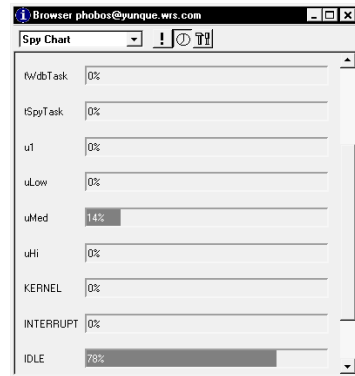 Browser phobos@yunque.wrs.com
Spy Chart
tWdbTask 0%
tSpyTask 0%
u1 0%
uLow 0%
uMed 14%
uHi 0%
KERNEL 0%
INTERRUPT 0%
IDLE 78%